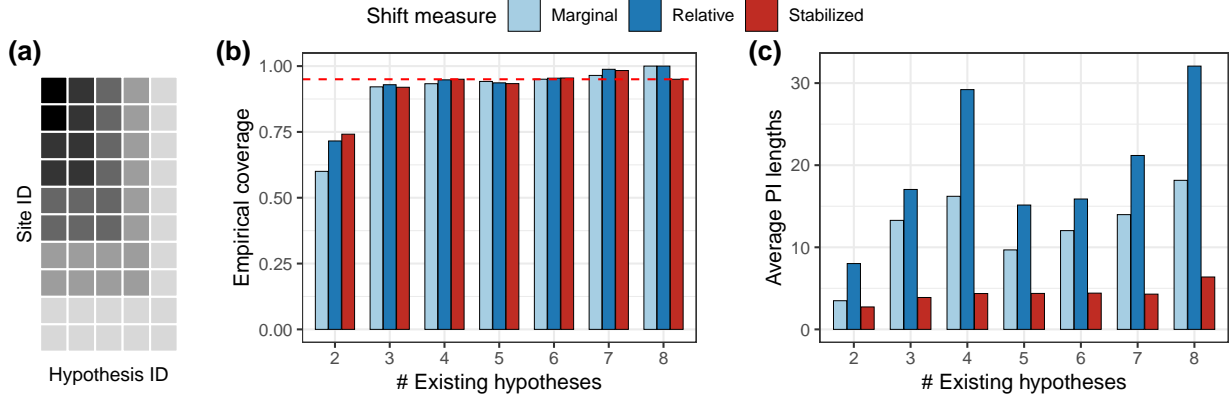 Shift measure Marginal Relative Stabilized
(a)
Site ID
Hypothesis ID
(b)
Empirical coverage
1.00
0.75
0.50
0.25
0.00
2 3 4 5 6 7 8
# Existing hypotheses
(c)
Average PI lengths
30
20
10
0
2 3 4 5 6 7 8
# Existing hypotheses